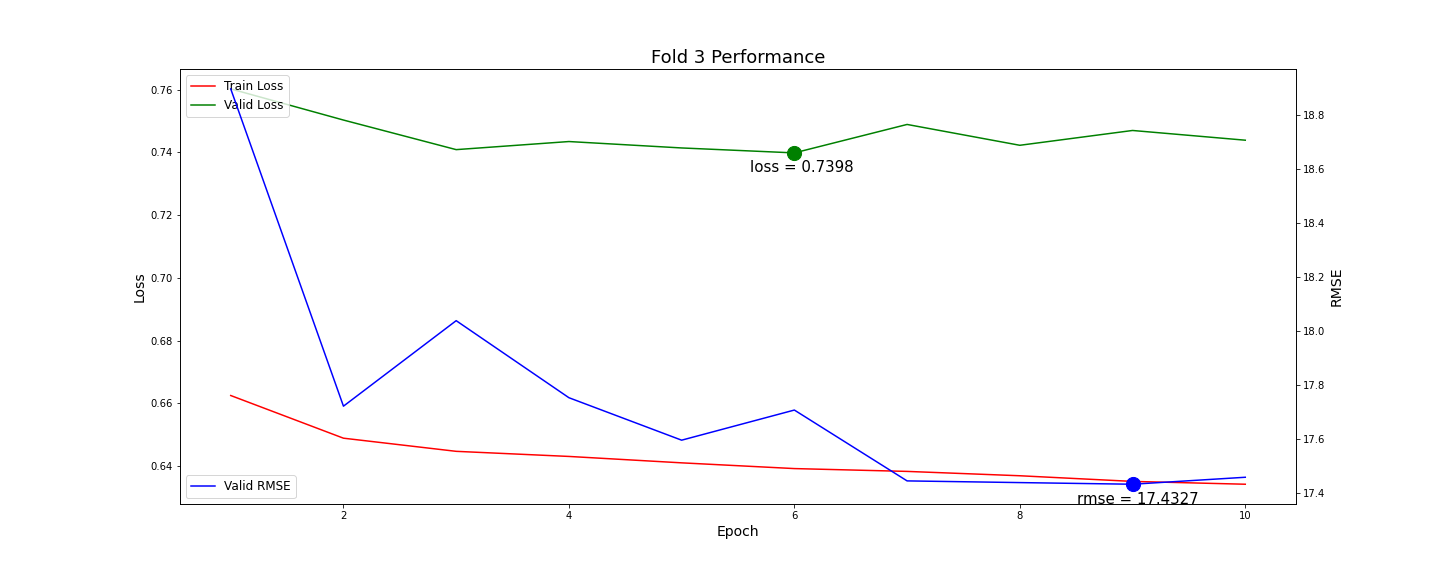 Fold 3 Performance
Train Loss
Valid Loss
0.76
0.74
0.72
0.70
0.68
0.66
0.64
Loss
18.8
18.6
18.4
18.2
18.0
17.8
17.6
17.4
RMSE
loss = 0.7398
rmse = 17.4327
Valid RMSE
2
4
6
8
10
Epoch